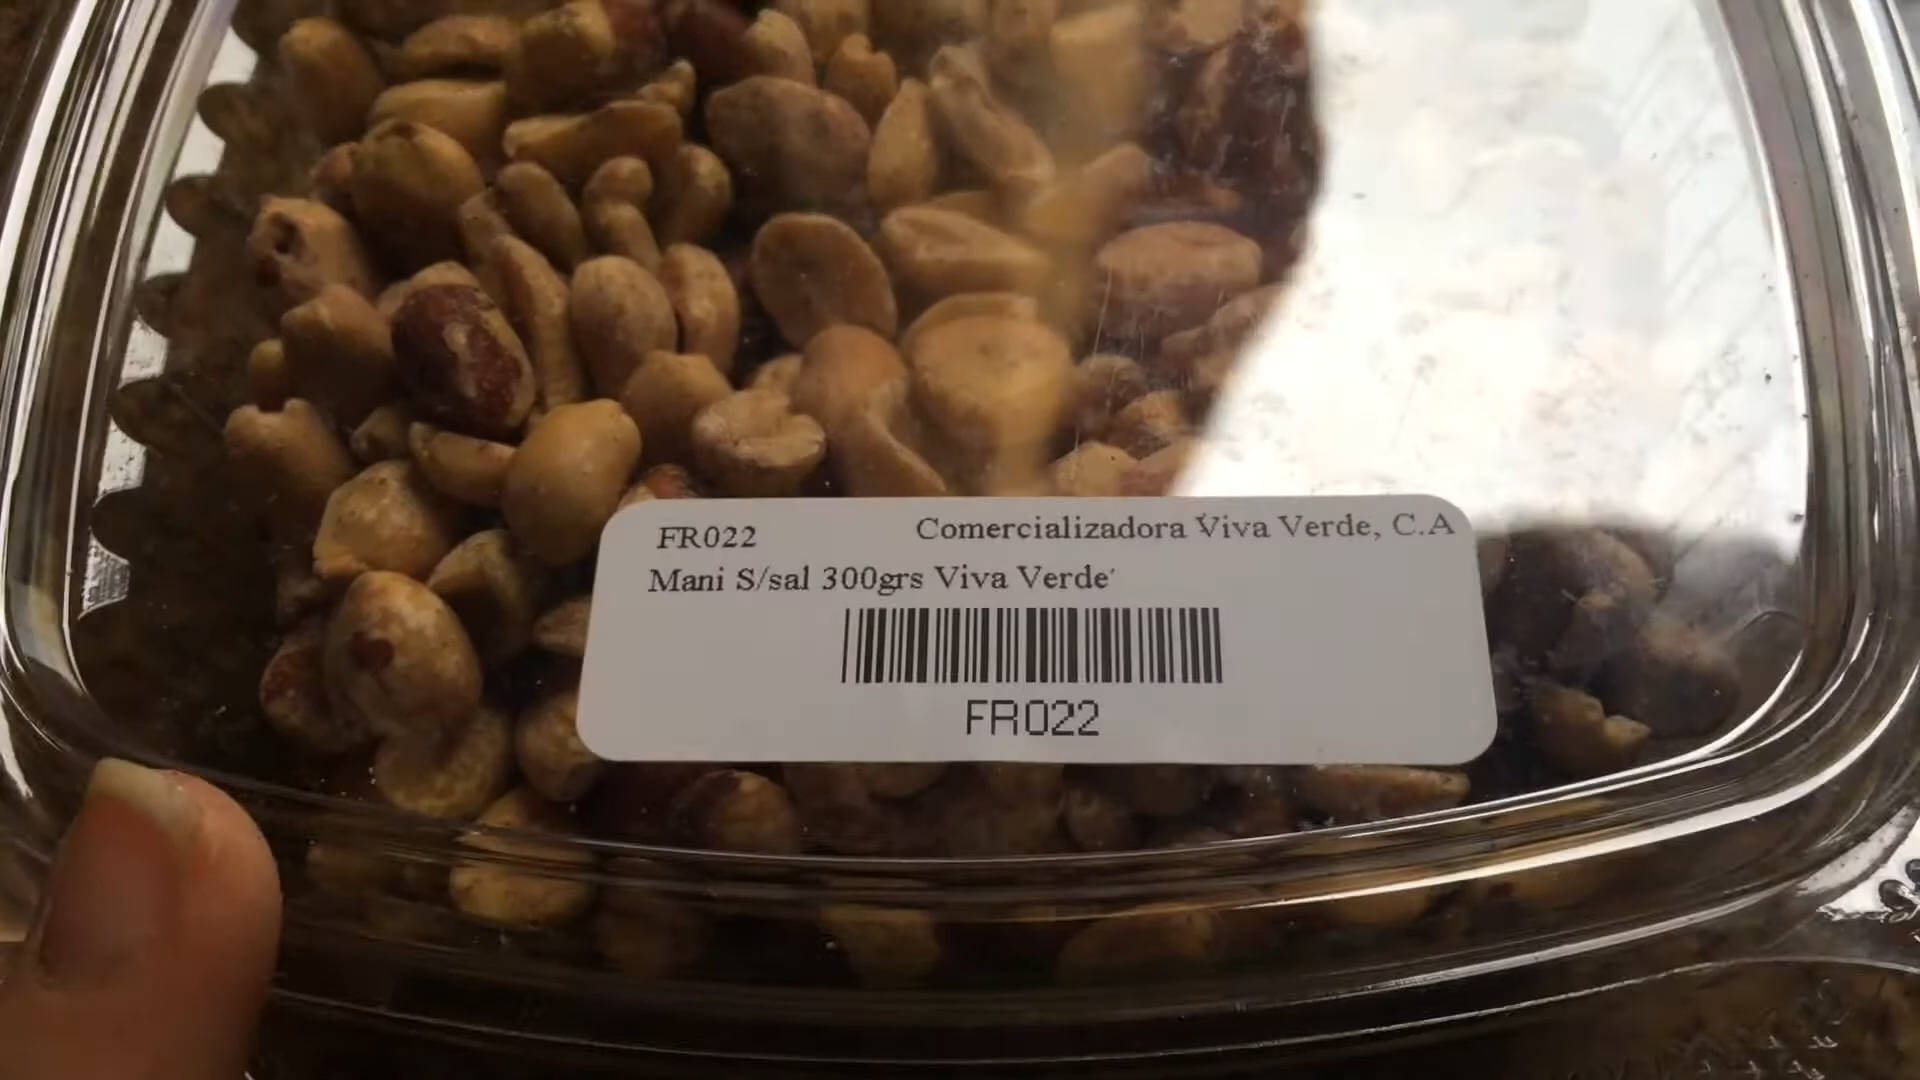 FR022 Comercializadora Viva Verde, C.A
Mani S/sal 300grs Viva Verde
FR022